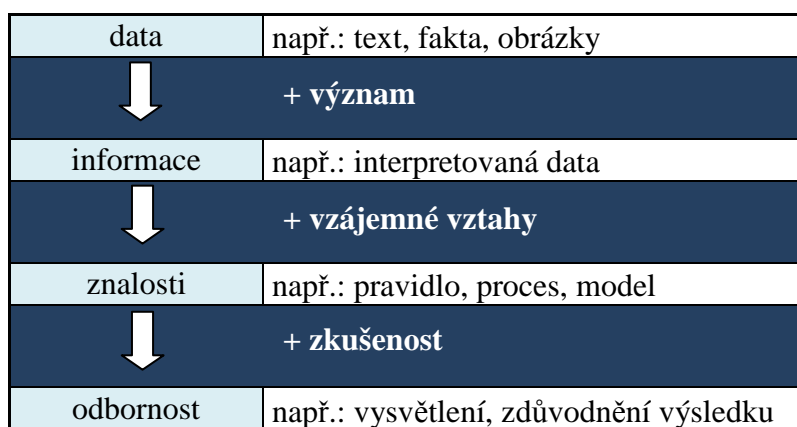 data např.: text, fakta, obrázky
+ význam
informace např.: interpretovaná data
+ vzájemné vztahy
znalosti např.: pravidlo, proces, model
+ zkušenost
odbornost např.: vysvětlení, zdůvodnění výsledku